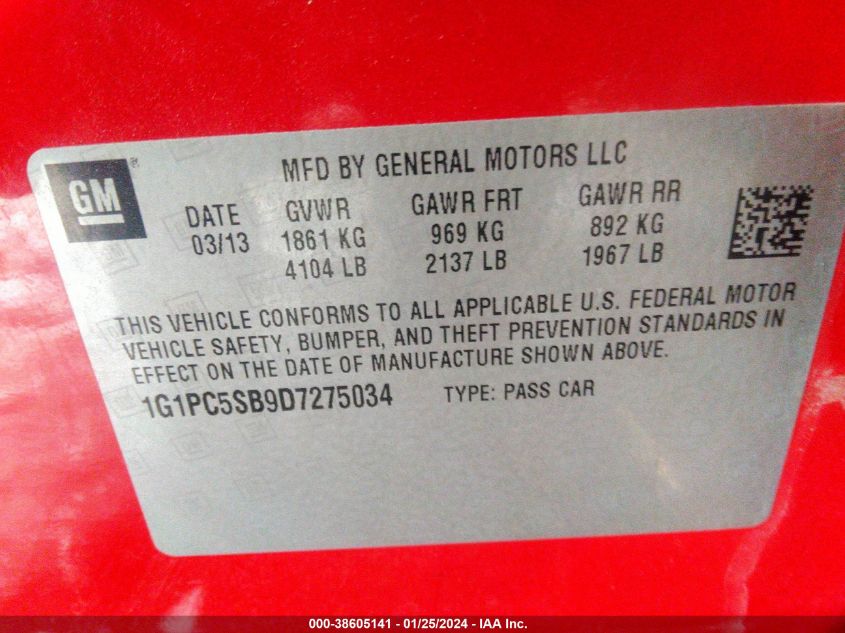 GM®
MFD BY GENERAL MOTORS LLC
DATE GVWR GAWR FRT GAWR RR
03/13 1861 KG 969 KG 892 KG
4104 LB 2137 LB 1967 LB
THIS VEHICLE CONFORMS TO ALL APPLICABLE U.S. FEDERAL MOTOR
VEHICLE SAFETY, BUMPER, AND THEFT PREVENTION STANDARDS IN
EFFECT ON THE DATE OF MANUFACTURE SHOWN ABOVE.
1G1PC5SB9D7275034 TYPE: PASS CAR
000-38605141 - 01/25/2024 - IAA Inc.